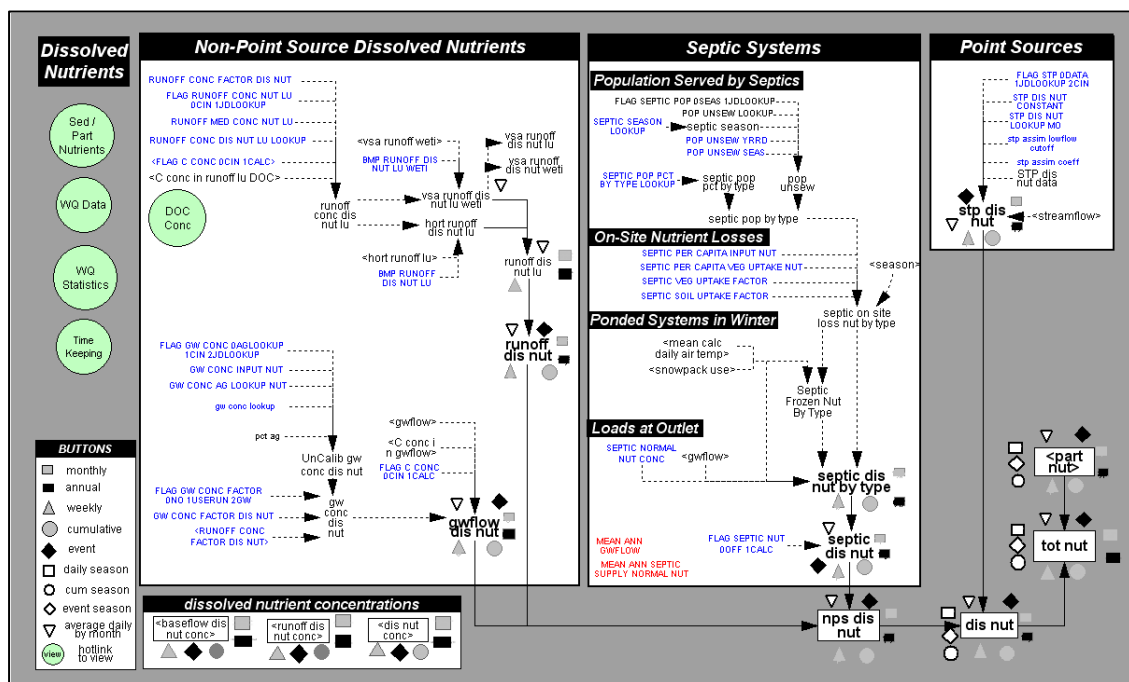 Dissolved
Nutrients
Sed /
Part
Nutrients
WQ Data
WQ
Statistics
Time
Keeping
BUTTONS
monthly
annual
weekly
cumulative
event
daily season
cum season
event season
average daily
by month
view
hotlink
to view
Non-Point Source Dissolved Nutrients
RUNOFF CONC FACTOR DIS NUT
FLAG RUNOFF CONC NUT LU
0CIN 1JDLOOKUP
RUNOFF MED CONC NUT LU
RUNOFF CONC DIS NUT LU LOOKUP
<FLAG C CONC 0CIN 1CALC>
<C conc in runoff lu DOC>
DOC
Conc
runoff
conc dis
nut lu
<vsa runoff weti>
BMP RUNOFF DIS
NUT LU WETI
vsa runoff
dis nut lu
vsa runoff
dis nut weti
vsa runoff dis
nut lu weti
hort runoff
dis nut lu
<hort runoff lu>
BMP RUNOFF
DIS NUT LU
runoff dis
nut lu
runoff
dis nut
FLAG GW CONC 0AGLOOKUP
1CIN 2JDLOOKUP
GW CONC INPUT NUT
GW CONC AG LOOKUP NUT
gw conc lookup
pct ag
UnCalib gw
conc dis nut
FLAG GW CONC FACTOR
0NO 1USERUN 2GW
GW CONC FACTOR DIS NUT
<RUNOFF CONC
FACTOR DIS NUT>
gw
conc
dis
nut
<gwflow>
<C conc i
n gwflow>
FLAG C CONC
0CIN 1CALC
gwflow
dis nut
dissolved nutrient concentrations
<baseflow dis
nut conc>
<runoff dis
nut conc>
<dis nut
conc>
Septic Systems
Population Served by Septics
FLAG SEPTIC POP 0SEAS 1JDLOOKUP
POP UNSEW LOOKUP
SEPTIC SEASON
LOOKUP
septic season
POP UNSEW YRRD
POP UNSEW SEAS
SEPTIC POP PCT
BY TYPE LOOKUP
septic pop
pct by type
pop
unsew
septic pop by type
On-Site Nutrient Losses
SEPTIC PER CAPITA INPUT NUT
SEPTIC PER CAPITA VEG UPTAKE NUT
SEPTIC VEG UPTAKE FACTOR
SEPTIC SOIL UPTAKE FACTOR
<season>
septic on site
loss nut by type
Ponded Systems in Winter
<mean calc
daily air temp>
<snowpack use>
Septic
Frozen Nut
By Type
Loads at Outlet
SEPTIC NORMAL
NUT CONC
<gwflow>
septic dis
nut by type
MEAN ANN
GWFLOW
MEAN ANN SEPTIC
SUPPLY NORMAL NUT
FLAG SEPTIC NUT
0OFF 1CALC
septic
dis nut
nps dis
nut
Point Sources
FLAG STP 0DATA
1JDLOOKUP 2CIN
STP DIS NUT
CONSTANT
STP DIS NUT
LOOKUP MO
stp assim lowflow
cutoff
stp assim coeff
STP dis
nut data
stp dis
nut
<streamflow>
<part
nut>
tot nut
dis nut